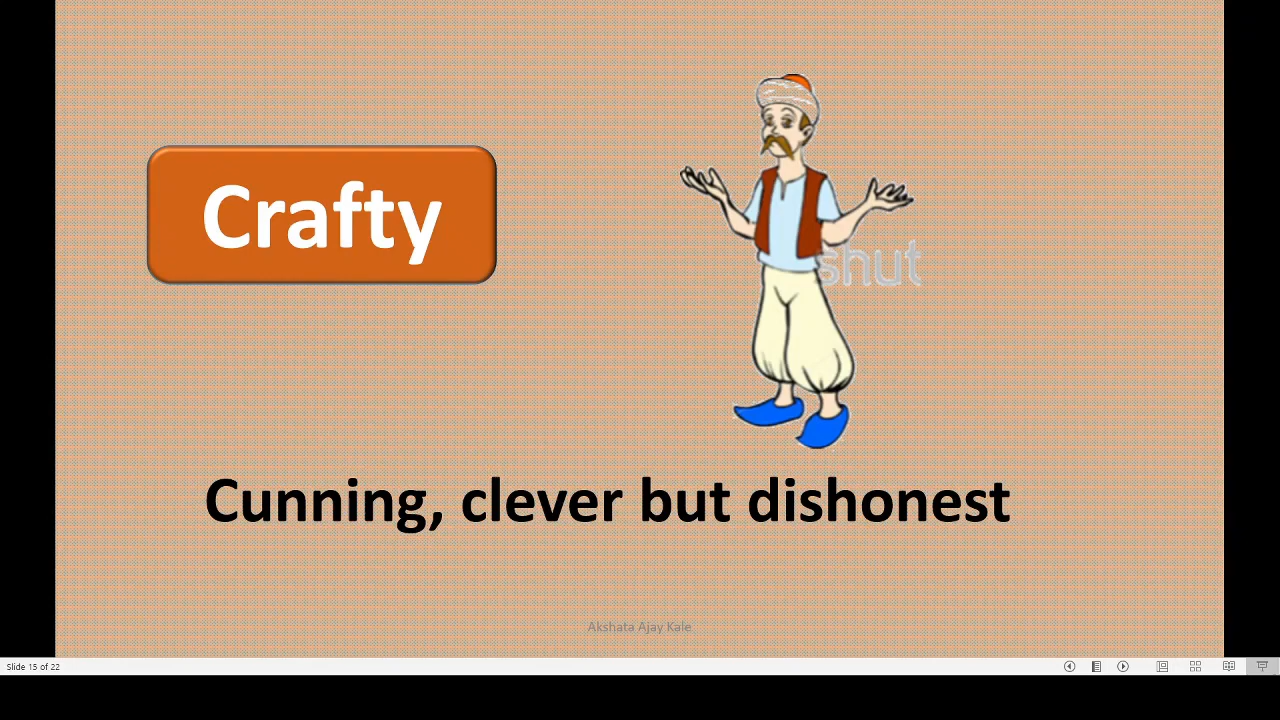 Crafty
shut
Cunning, clever but dishonest
Akshata Ajay Kale
Slide 15 of 22